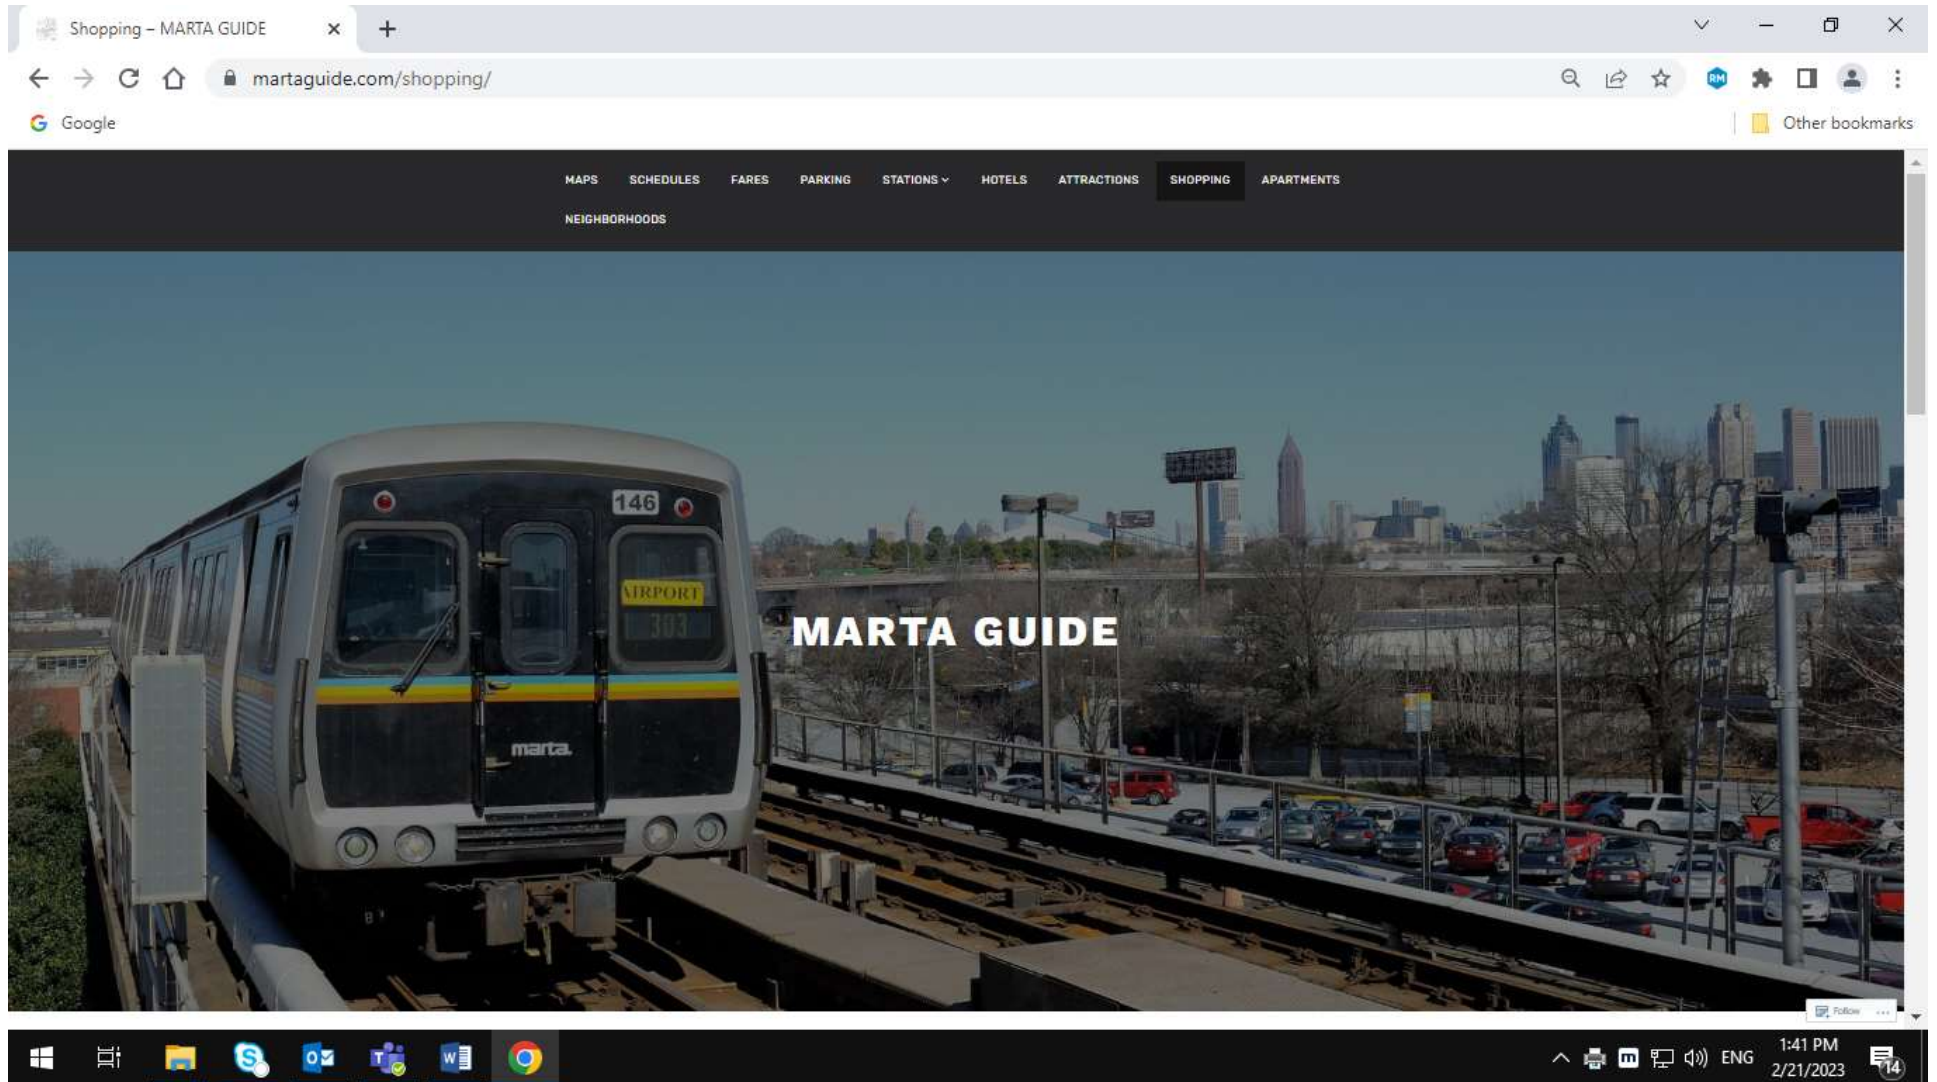 Shopping – MARTA GUIDE
martaguide.com/shopping/
RM
Google
Other bookmarks
MAPS SCHEDULES FARES PARKING STATIONS HOTELS ATTRACTIONS SHOPPING APARTMENTS
NEIGHBORHOODS
146
AIRPORT
303
MARTA GUIDE
marta
B
Follow ...
ENG
1:41 PM
2/21/2023
14